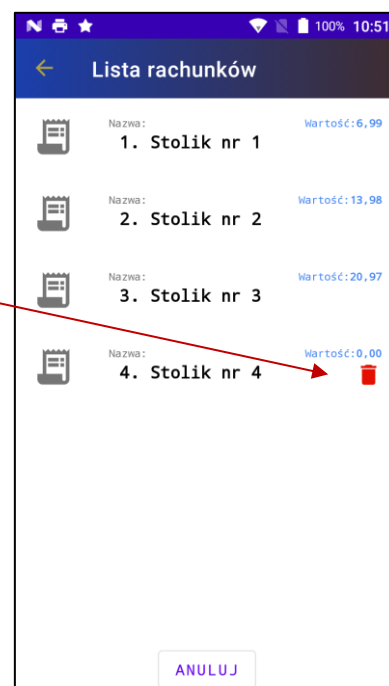 100% 10:51
Lista rachunków
Nazwa: Wartość:6,99
1. Stolik nr 1
Nazwa: Wartość:13,98
2. Stolik nr 2
Nazwa: Wartość:20,97
3. Stolik nr 3
Nazwa: Wartość:0,00
4. Stolik nr 4
ANULUJ